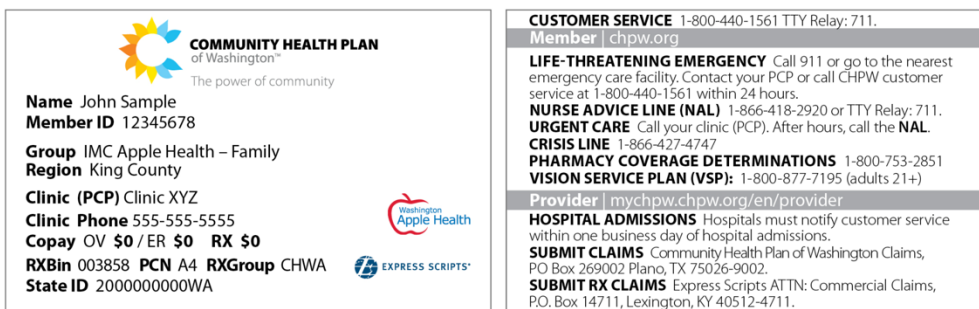 COMMUNITY HEALTH PLAN
of Washington™
The power of community
Name John Sample
Member ID 12345678
Group IMC Apple Health – Family
Region King County
Clinic (PCP) Clinic XYZ
Clinic Phone 555-555-5555
Copay OV $0 / ER $0 RX $0
RXBin 003858 PCN A4 RXGroup CHWA
State ID 2000000000WA
Washington
Apple Health
EXPRESS SCRIPTS®
CUSTOMER SERVICE 1-800-440-1561 TTY Relay: 711.
Member | chpw.org
LIFE-THREATENING EMERGENCY Call 911 or go to the nearest
emergency care facility. Contact your PCP or call CHPW customer
service at 1-800-440-1561 within 24 hours.
NURSE ADVICE LINE (NAL) 1-866-418-2920 or TTY Relay: 711.
URGENT CARE Call your clinic (PCP). After hours, call the NAL.
CRISIS LINE 1-866-427-4747
PHARMACY COVERAGE DETERMINATIONS 1-800-753-2851
VISION SERVICE PLAN (VSP): 1-800-877-7195 (adults 21+)
Provider | mychpw.chpw.org/en/provider
HOSPITAL ADMISSIONS Hospitals must notify customer service
within one business day of hospital admissions.
SUBMIT CLAIMS Community Health Plan of Washington Claims,
PO Box 269002 Plano, TX 75026-9002.
SUBMIT RX CLAIMS Express Scripts ATTN: Commercial Claims,
P.O. Box 14711, Lexington, KY 40512-4711.